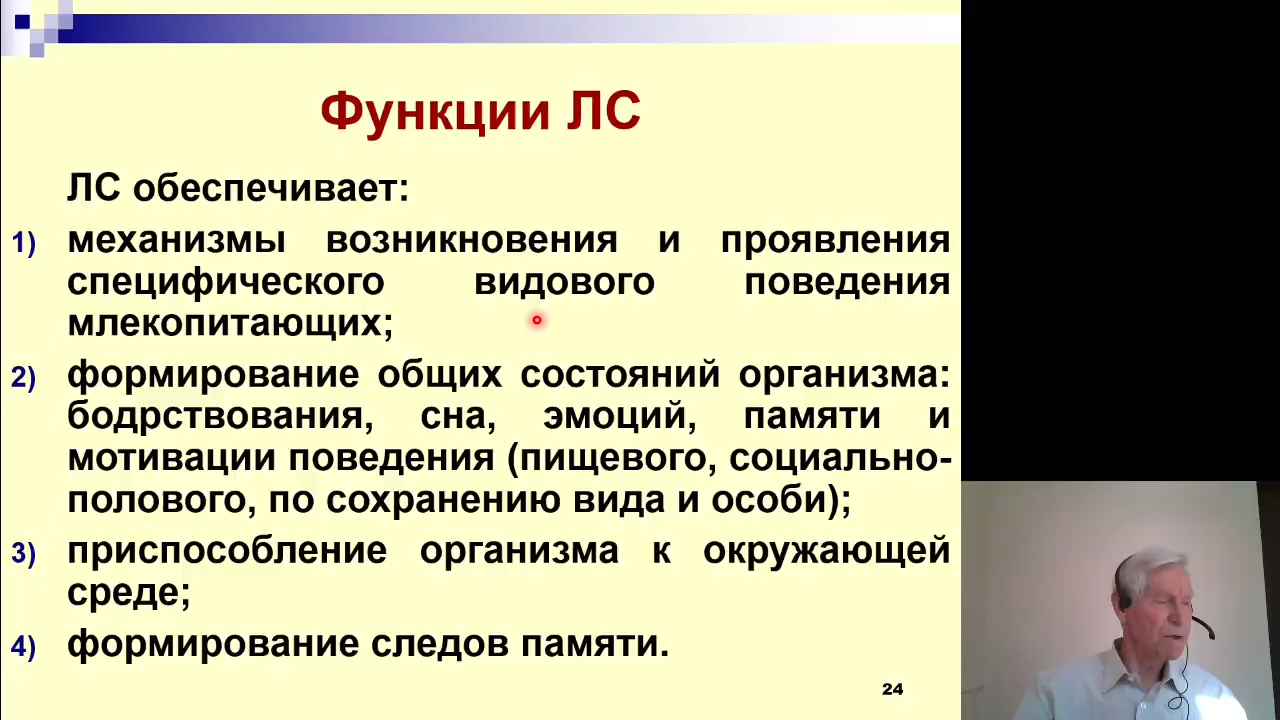 Функции ЛС
ЛС обеспечивает:
1) механизмы возникновения и проявления
специфического видового поведения
млекопитающих;
2) формирование общих состояний организма:
бодрствования, сна, эмоций, памяти и
мотивации поведения (пищевого, социально-
полового, по сохранению вида и особи);
3) приспособление организма к окружающей
среде;
4) формирование следов памяти.
24